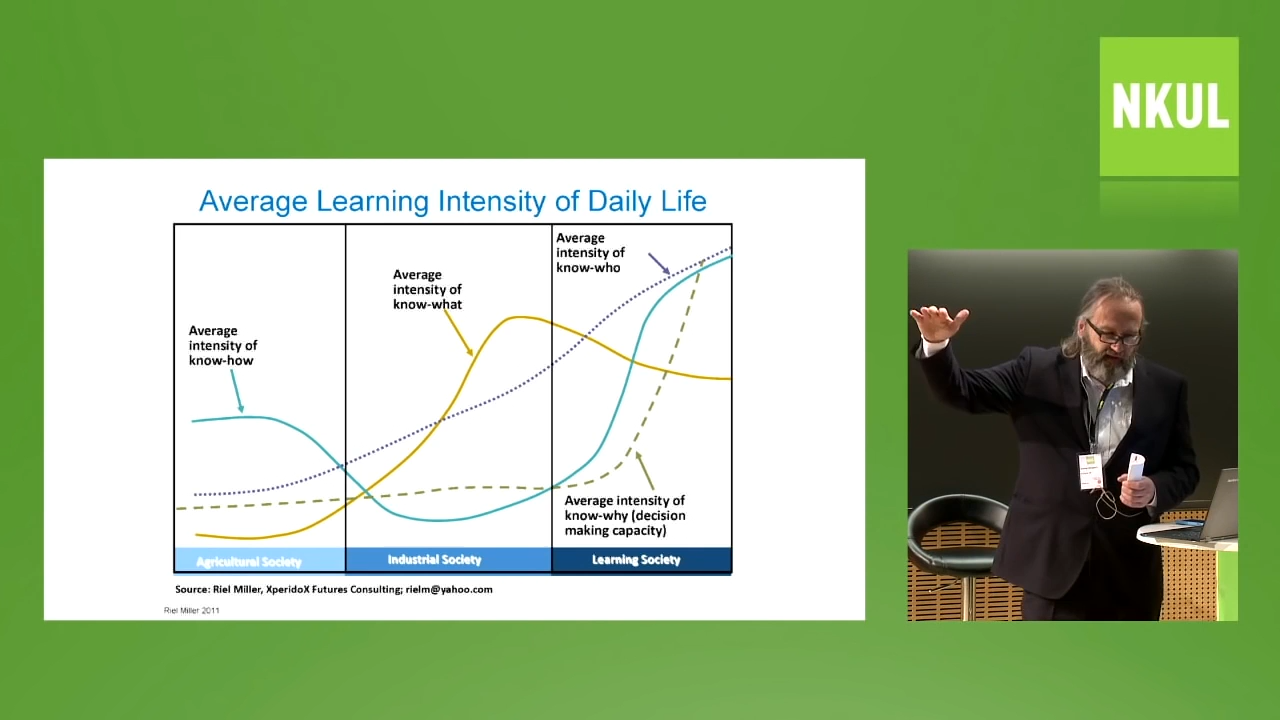 NKUL
Average Learning Intensity of Daily Life
Average
intensity of
know-how
Average
intensity of
know-what
Average
intensity of
know-who
Average intensity of
know-why (decision
making capacity)
Agricultural Society
Industrial Society
Learning Society
Source: Riel Miller, XperidoX Futures Consulting; rielm@yahoo.com
Riel Miller 2011